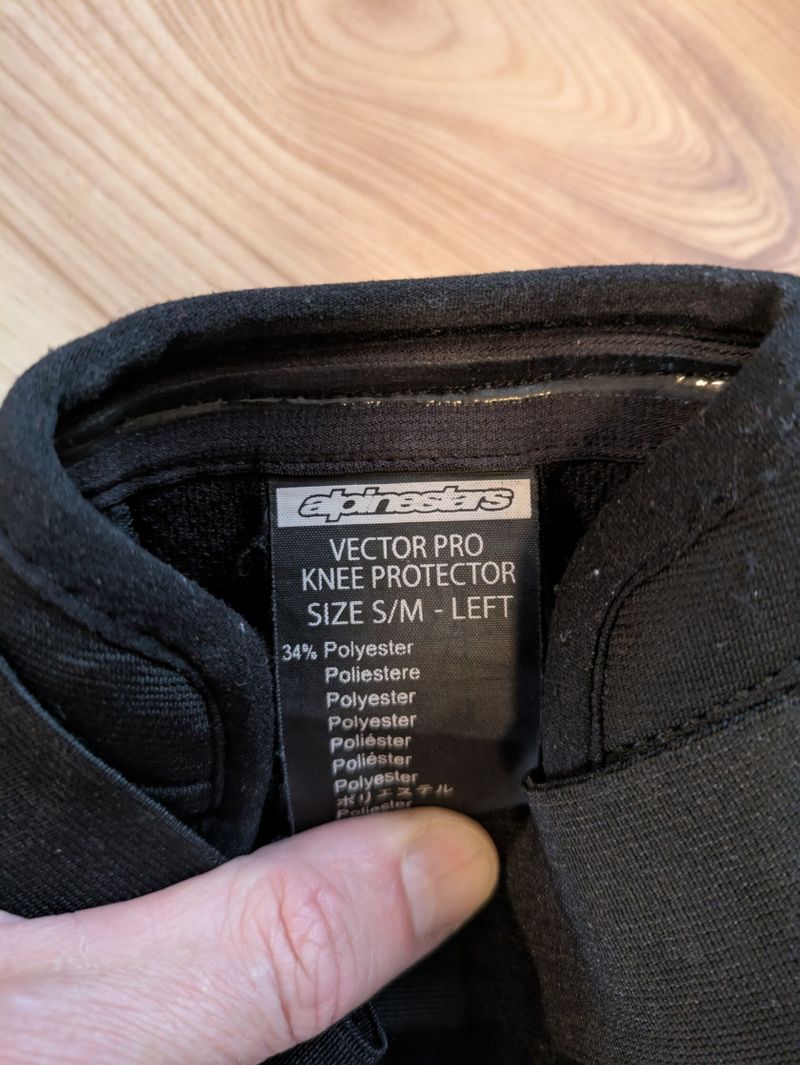 alpinestars
VECTOR PRO
KNEE PROTECTOR
SIZE S/M - LEFT
34% Polyester
Poliestere
Polyester
Polyester
Poliéster
Poliéster
Polyester
ポリエステル
Poliester